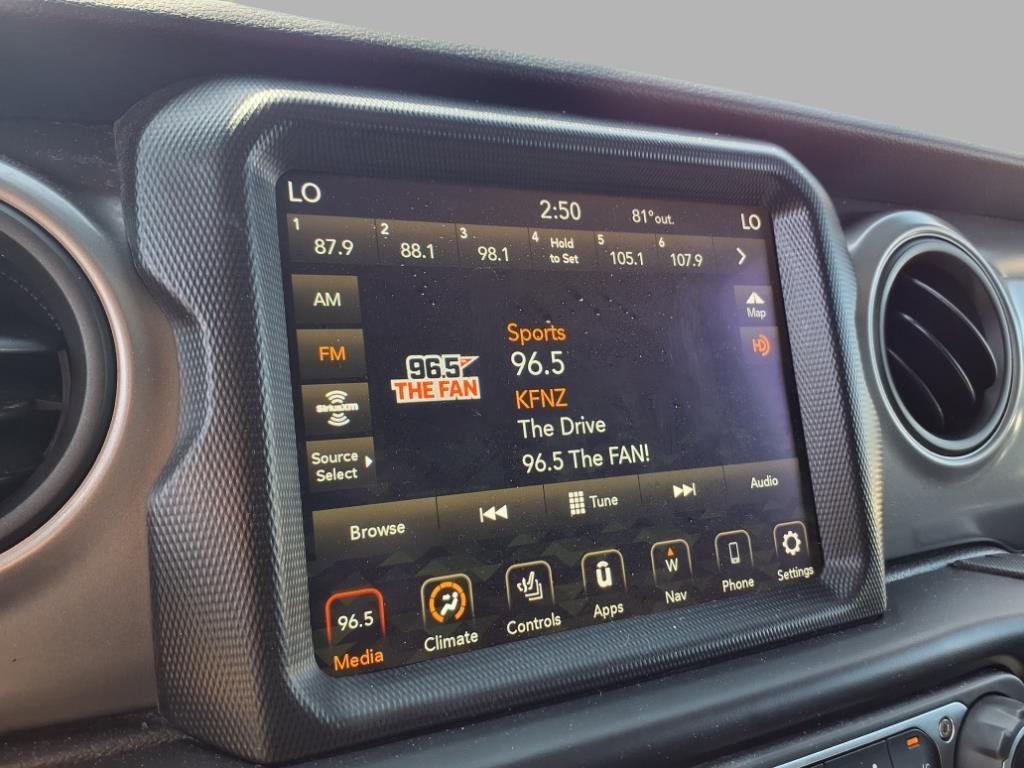 LO 2:50 81°out. LO
1 87.9 2 88.1 3 98.1 4 Hold to Set 5 105.1 6 107.9
AM
Map
FM
HD
SiriusXM
Source
Select
96.5
THE FAN
Sports
96.5
KFNZ
The Drive
96.5 The FAN!
Browse Tune Audio
96.5 W
Media Climate Controls Apps Nav Phone Settings